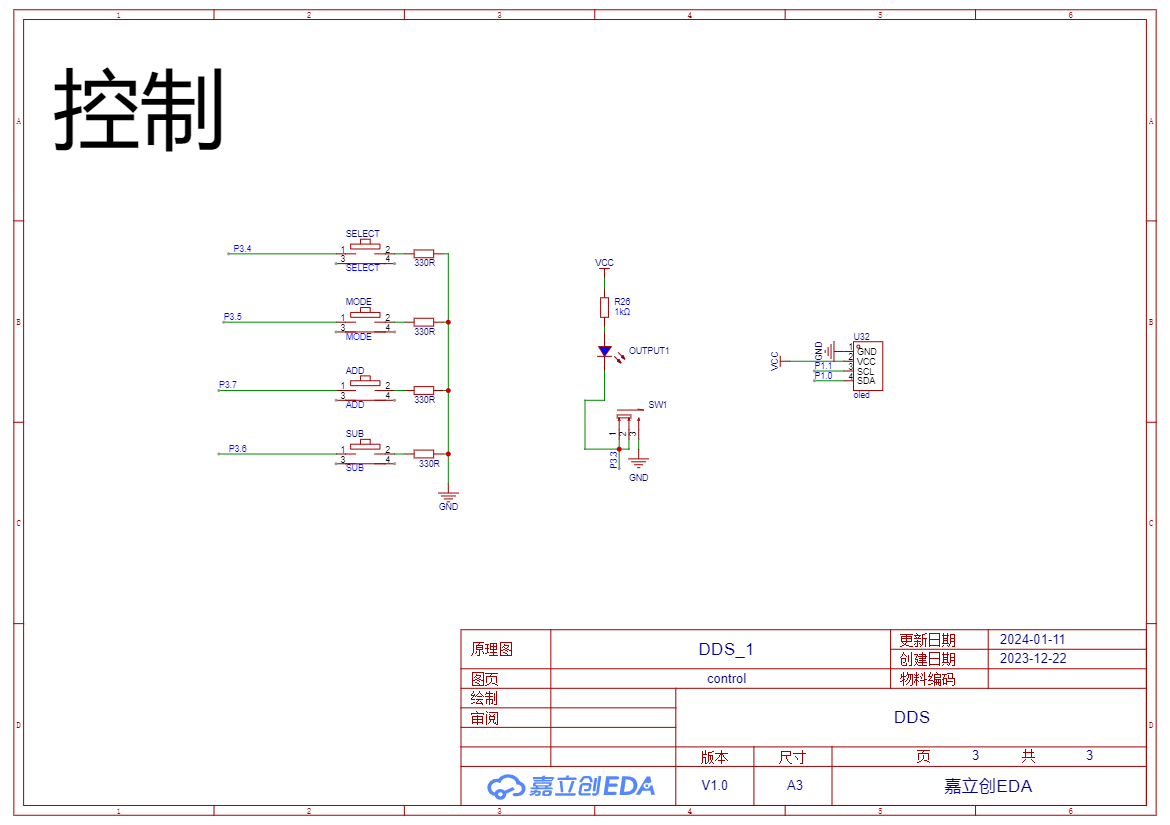 1 2 3 4 5 6
A A
控制
SELECT
P3.4
1 2
3 4
SELECT
330R
MODE
P3.5
1 2
3 4
MODE
330R
ADD
P3.7
1 2
3 4
ADD
330R
SUB
P3.6
1 2
3 4
SUB
330R
GND
VCC
R26
1kΩ
OUTPUT1
SW1
1 2 3
P3.3
GND
U32
VCC
GND
1 GND
2 VCC
P1.1 3 SCL
P1.0 4 SDA
oled
B B
C C
D D
原理图 DDS_1 更新日期 2024-01-11
创建日期 2023-12-22
图页 control 物料编码
绘制
审阅 DDS
版本 尺寸 页 3 共 3
嘉立创EDA V1.0 A3 嘉立创EDA
1 2 3 4 5 6